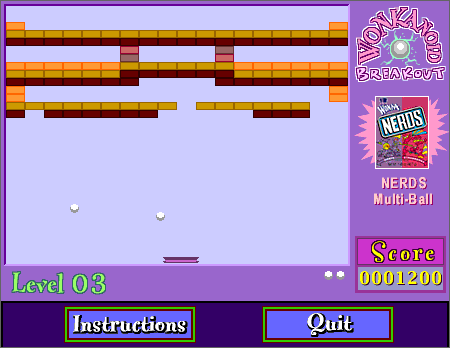 WONKANOID
BREAKOUT
WONKA
NERDS
NERDS
Multi-Ball
Score
0001200
Level 03
Instructions
Quit